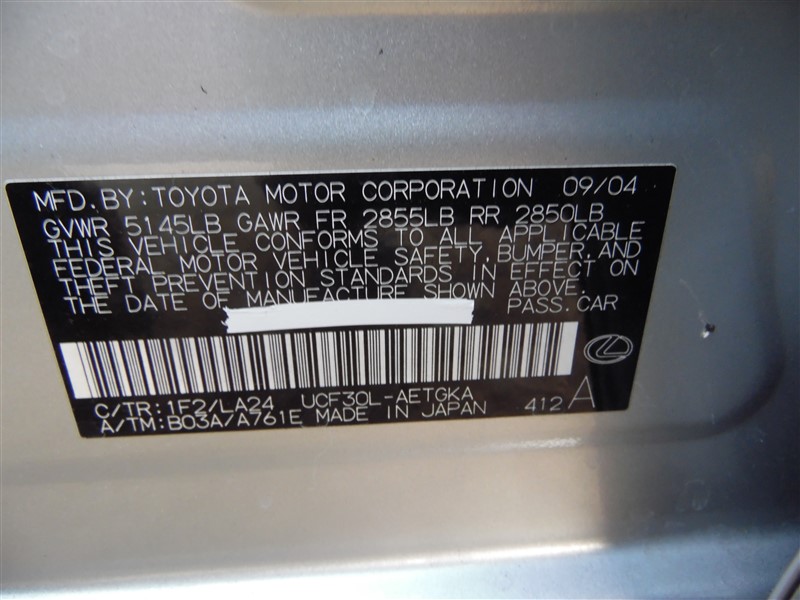 MFD. BY: TOYOTA MOTOR CORPORATION 09/04
GVWR 5145LB GAWR FR 2855LB RR 2850LB
THIS VEHICLE CONFORMS TO ALL APPLICABLE
FEDERAL MOTOR VEHICLE SAFETY, BUMPER, AND
THEFT PREVENTION STANDARDS IN EFFECT ON
THE DATE OF MANUFACTURE SHOWN ABOVE.
PASS. CAR
C/TR: 1F2/LA24 UCF30L-AETGKA
A/TM: B03A/A761E MADE IN JAPAN 412 A